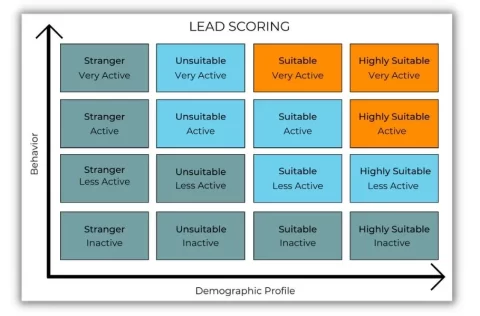 LEAD SCORING
Stranger
Very Active
Unsuitable
Very Active
Suitable
Very Active
Highly Suitable
Very Active
Stranger
Active
Unsuitable
Active
Suitable
Active
Highly Suitable
Active
Stranger
Less Active
Unsuitable
Less Active
Suitable
Less Active
Highly Suitable
Less Active
Stranger
Inactive
Unsuitable
Inactive
Suitable
Inactive
Highly Suitable
Inactive
Behavior
Demographic Profile